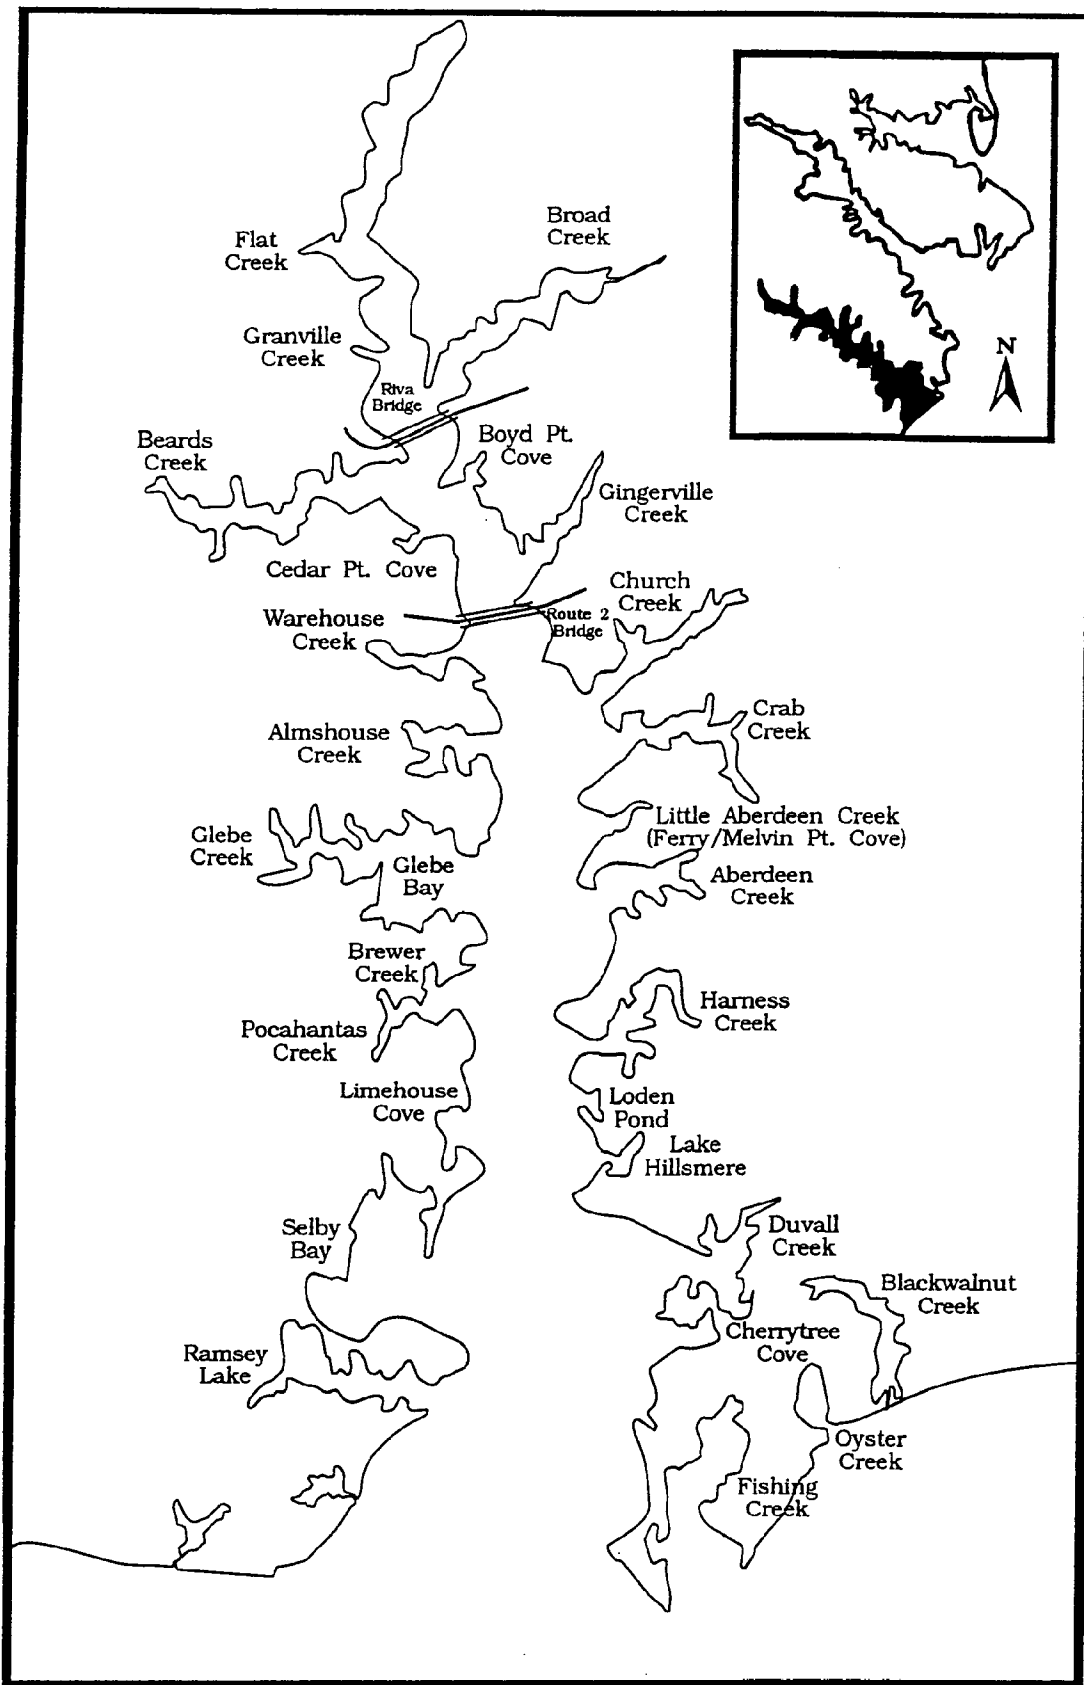 Broad
Creek
Flat
Creek
N
Granville
Creek
Riva
Bridge
Beards
Creek
Boyd Pt.
Cove
Gingerville
Creek
Cedar Pt. Cove
Church
Creek
Warehouse
Creek
Route 2
Bridge
Almshouse
Creek
Crab
Creek
Little Aberdeen Creek
(Ferry/Melvin Pt. Cove)
Glebe
Creek
Glebe
Bay
Aberdeen
Creek
Brewer
Creek
Harness
Creek
Pocahantas
Creek
Limehouse
Cove
Loden
Pond
Lake
Hillsmere
Selby
Bay
Duvall
Creek
Blackwalnut
Creek
Cherrytree
Cove
Ramsey
Lake
Oyster
Creek
Fishing
Creek